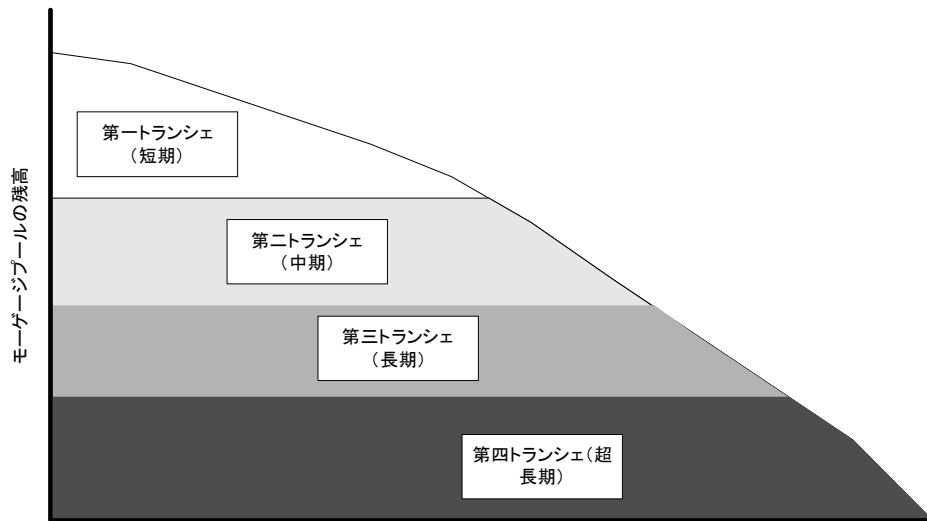 モーゲージプールの残高
第一トランシェ
（短期）
第二トランシェ
（中期）
第三トランシェ
（長期）
第四トランシェ（超
長期）